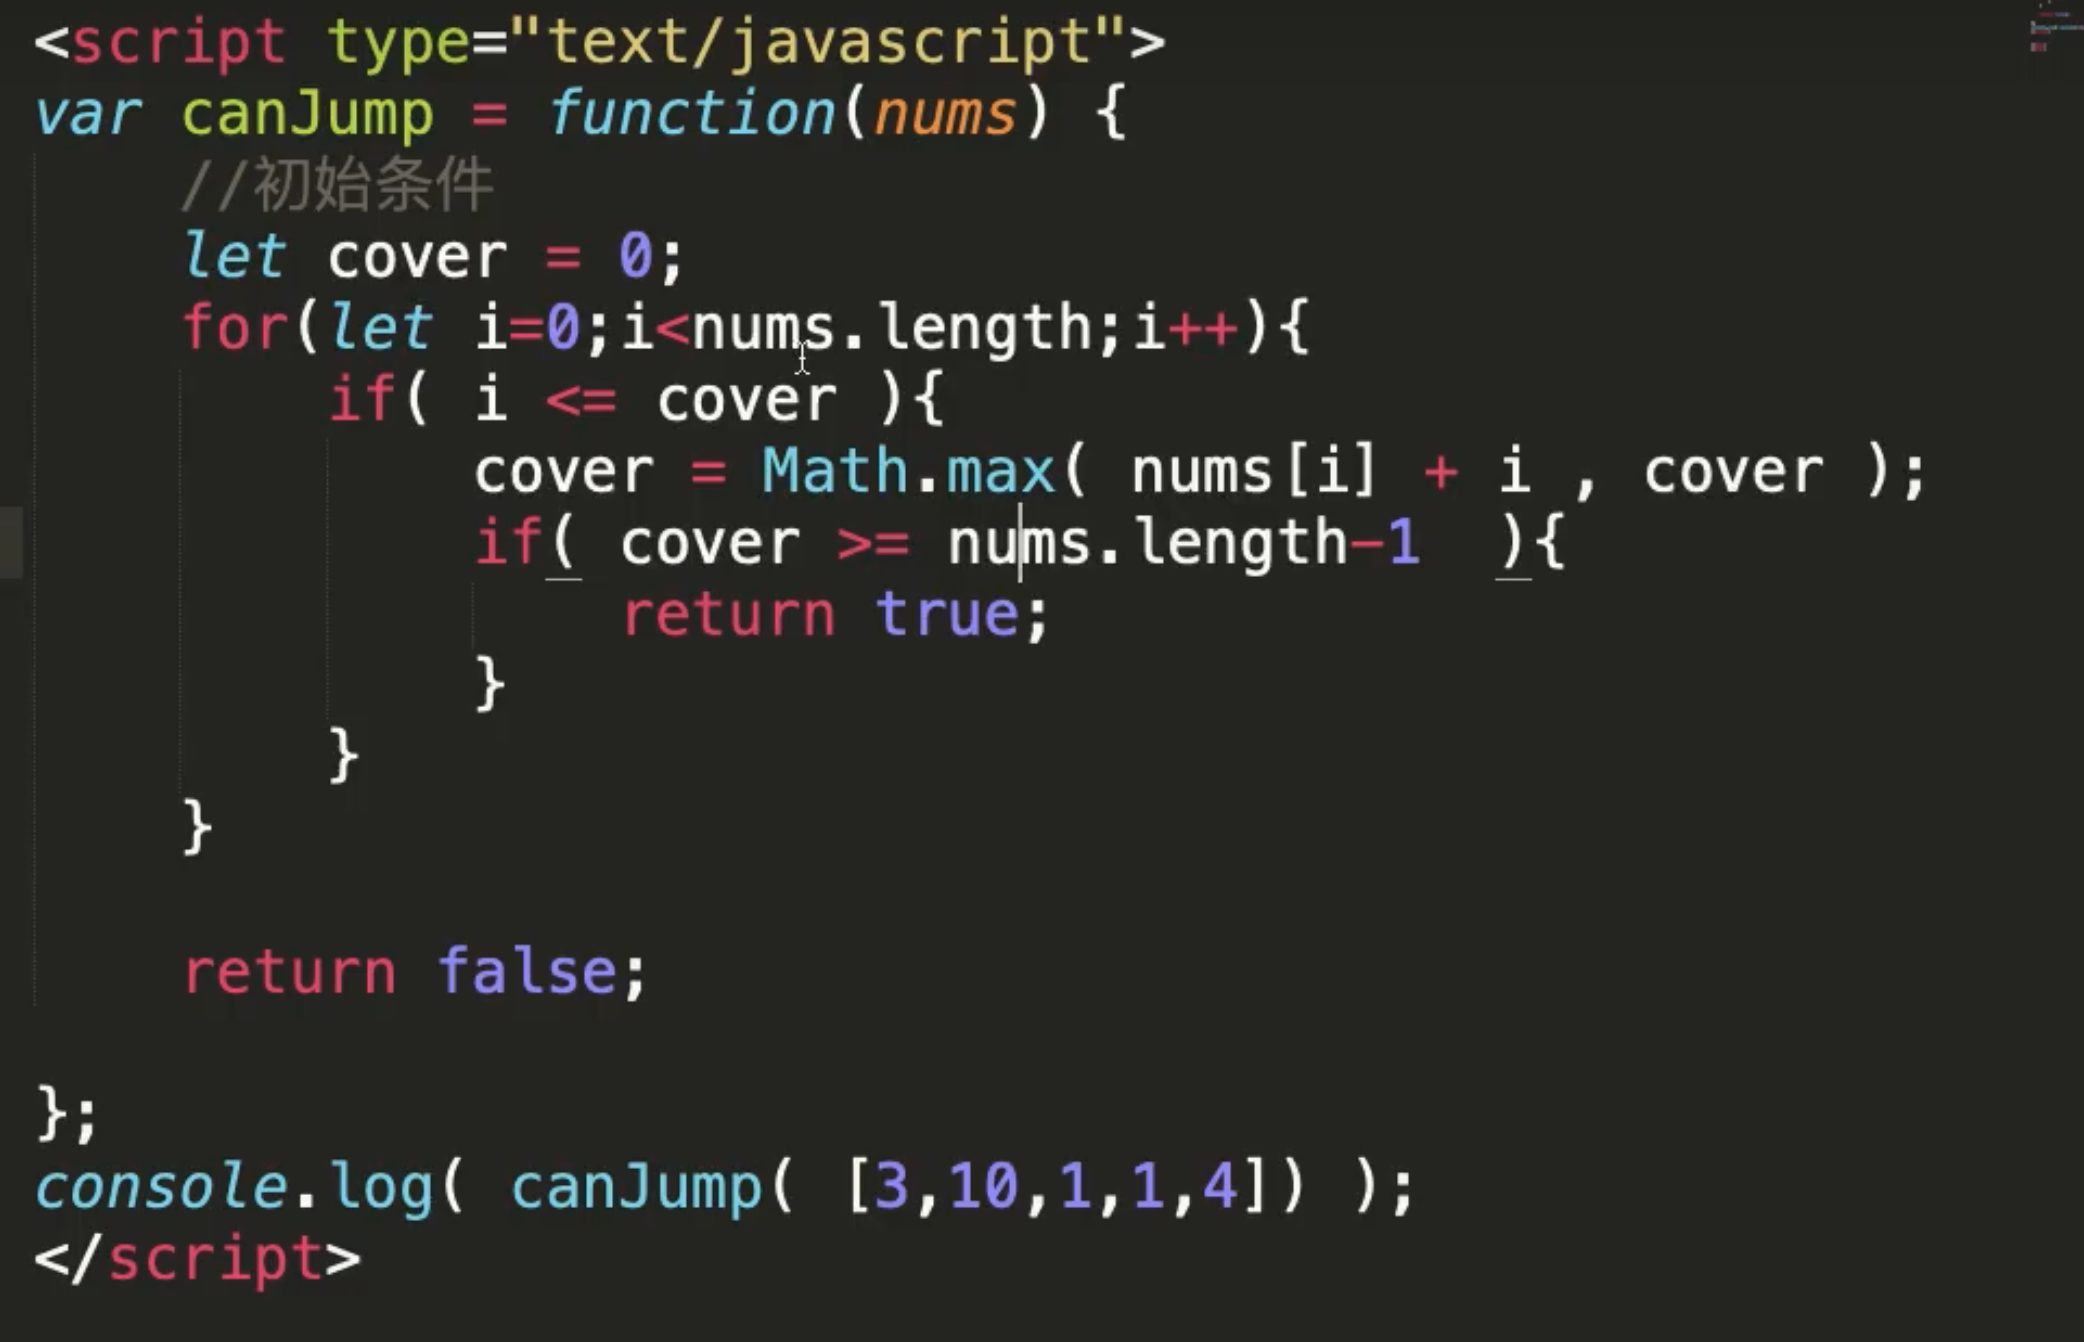 <script type="text/javascript">
var canJump = function(nums) {
    //初始条件
    let cover = 0;
    for(let i=0;i<nums.length;i++){
        if( i <= cover ){
            cover = Math.max( nums[i] + i , cover );
            if( cover >= nums.length-1  ){
                return true;
            }
        }
    }

    return false;

};
console.log( canJump( [3,10,1,1,4]) );
</script>